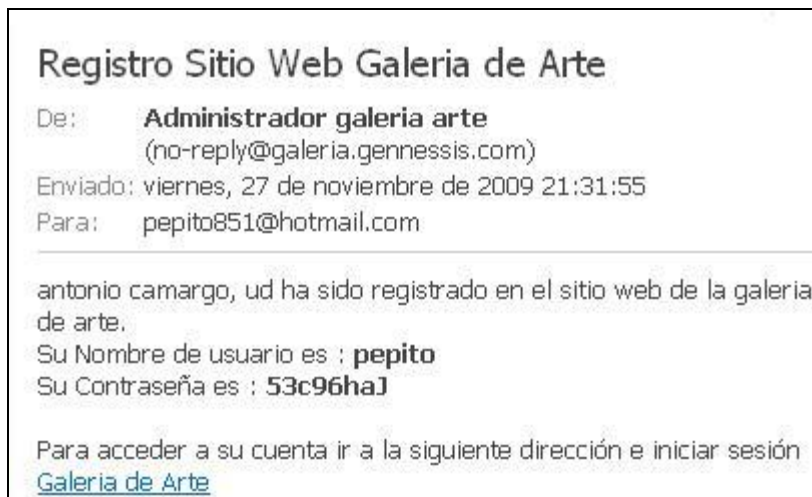 Registro Sitio Web Galeria de Arte
De: Administrador galeria arte
(no-reply@galeria.gennessis.com)
Enviado: viernes, 27 de noviembre de 2009 21:31:55
Para: pepito851@hotmail.com
antonio camargo, ud ha sido registrado en el sitio web de la galeria
de arte.
Su Nombre de usuario es : pepito
Su Contraseña es : 53c96haJ
Para acceder a su cuenta ir a la siguiente dirección e iniciar sesión
Galeria de Arte